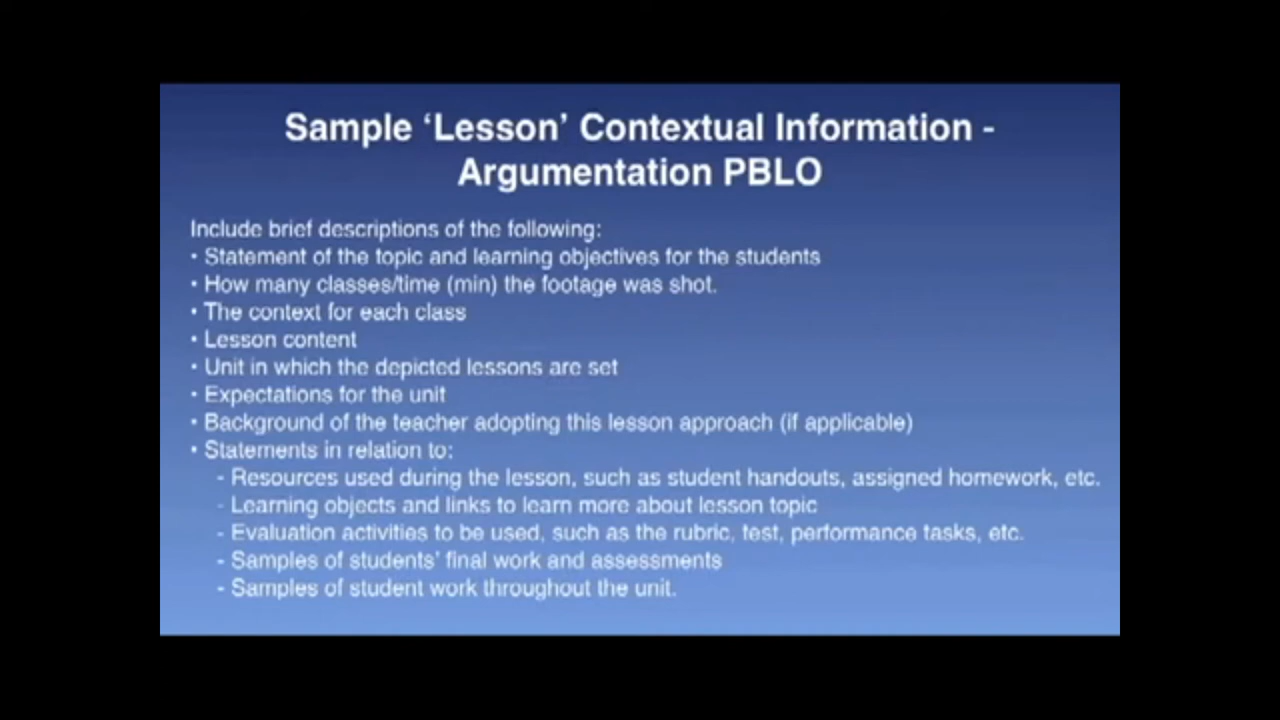 Sample ‘Lesson’ Contextual Information -
Argumentation PBLO
Include brief descriptions of the following:
• Statement of the topic and learning objectives for the students
• How many classes/time (min) the footage was shot.
• The context for each class
• Lesson content
• Unit in which the depicted lessons are set
• Expectations for the unit
• Background of the teacher adopting this lesson approach (if applicable)
• Statements in relation to:
- Resources used during the lesson, such as student handouts, assigned homework, etc.
- Learning objects and links to learn more about lesson topic
- Evaluation activities to be used, such as the rubric, test, performance tasks, etc.
- Samples of students’ final work and assessments
- Samples of student work throughout the unit.